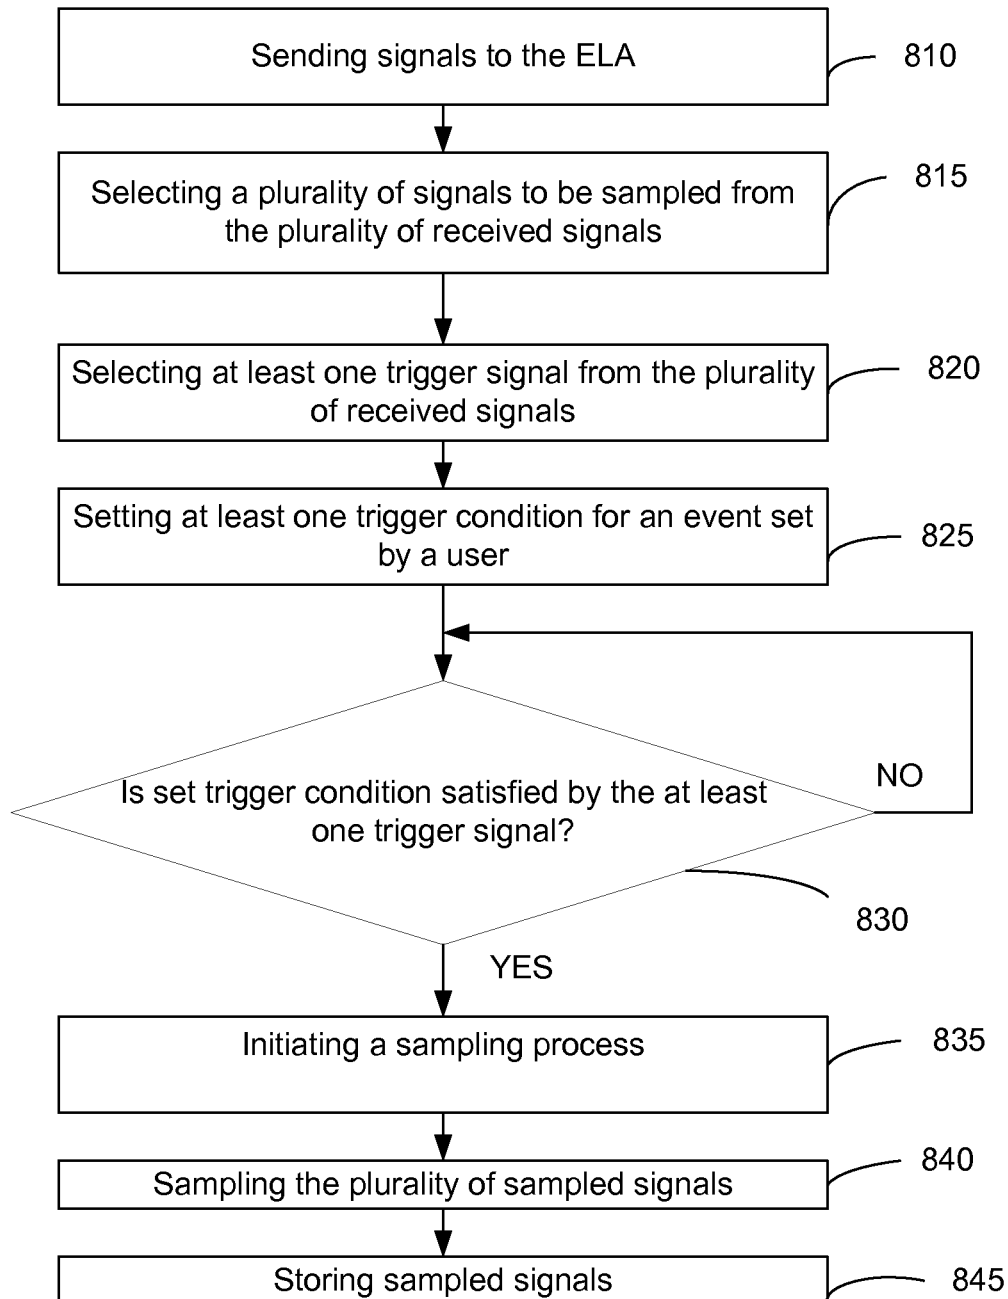 Sending signals to the ELA
810
Selecting a plurality of signals to be sampled from
the plurality of received signals
815
Selecting at least one trigger signal from the plurality
of received signals
820
Setting at least one trigger condition for an event set
by a user
825
Is set trigger condition satisfied by the at least
one trigger signal?
NO
830
YES
Initiating a sampling process
835
Sampling the plurality of sampled signals
840
Storing sampled signals
845